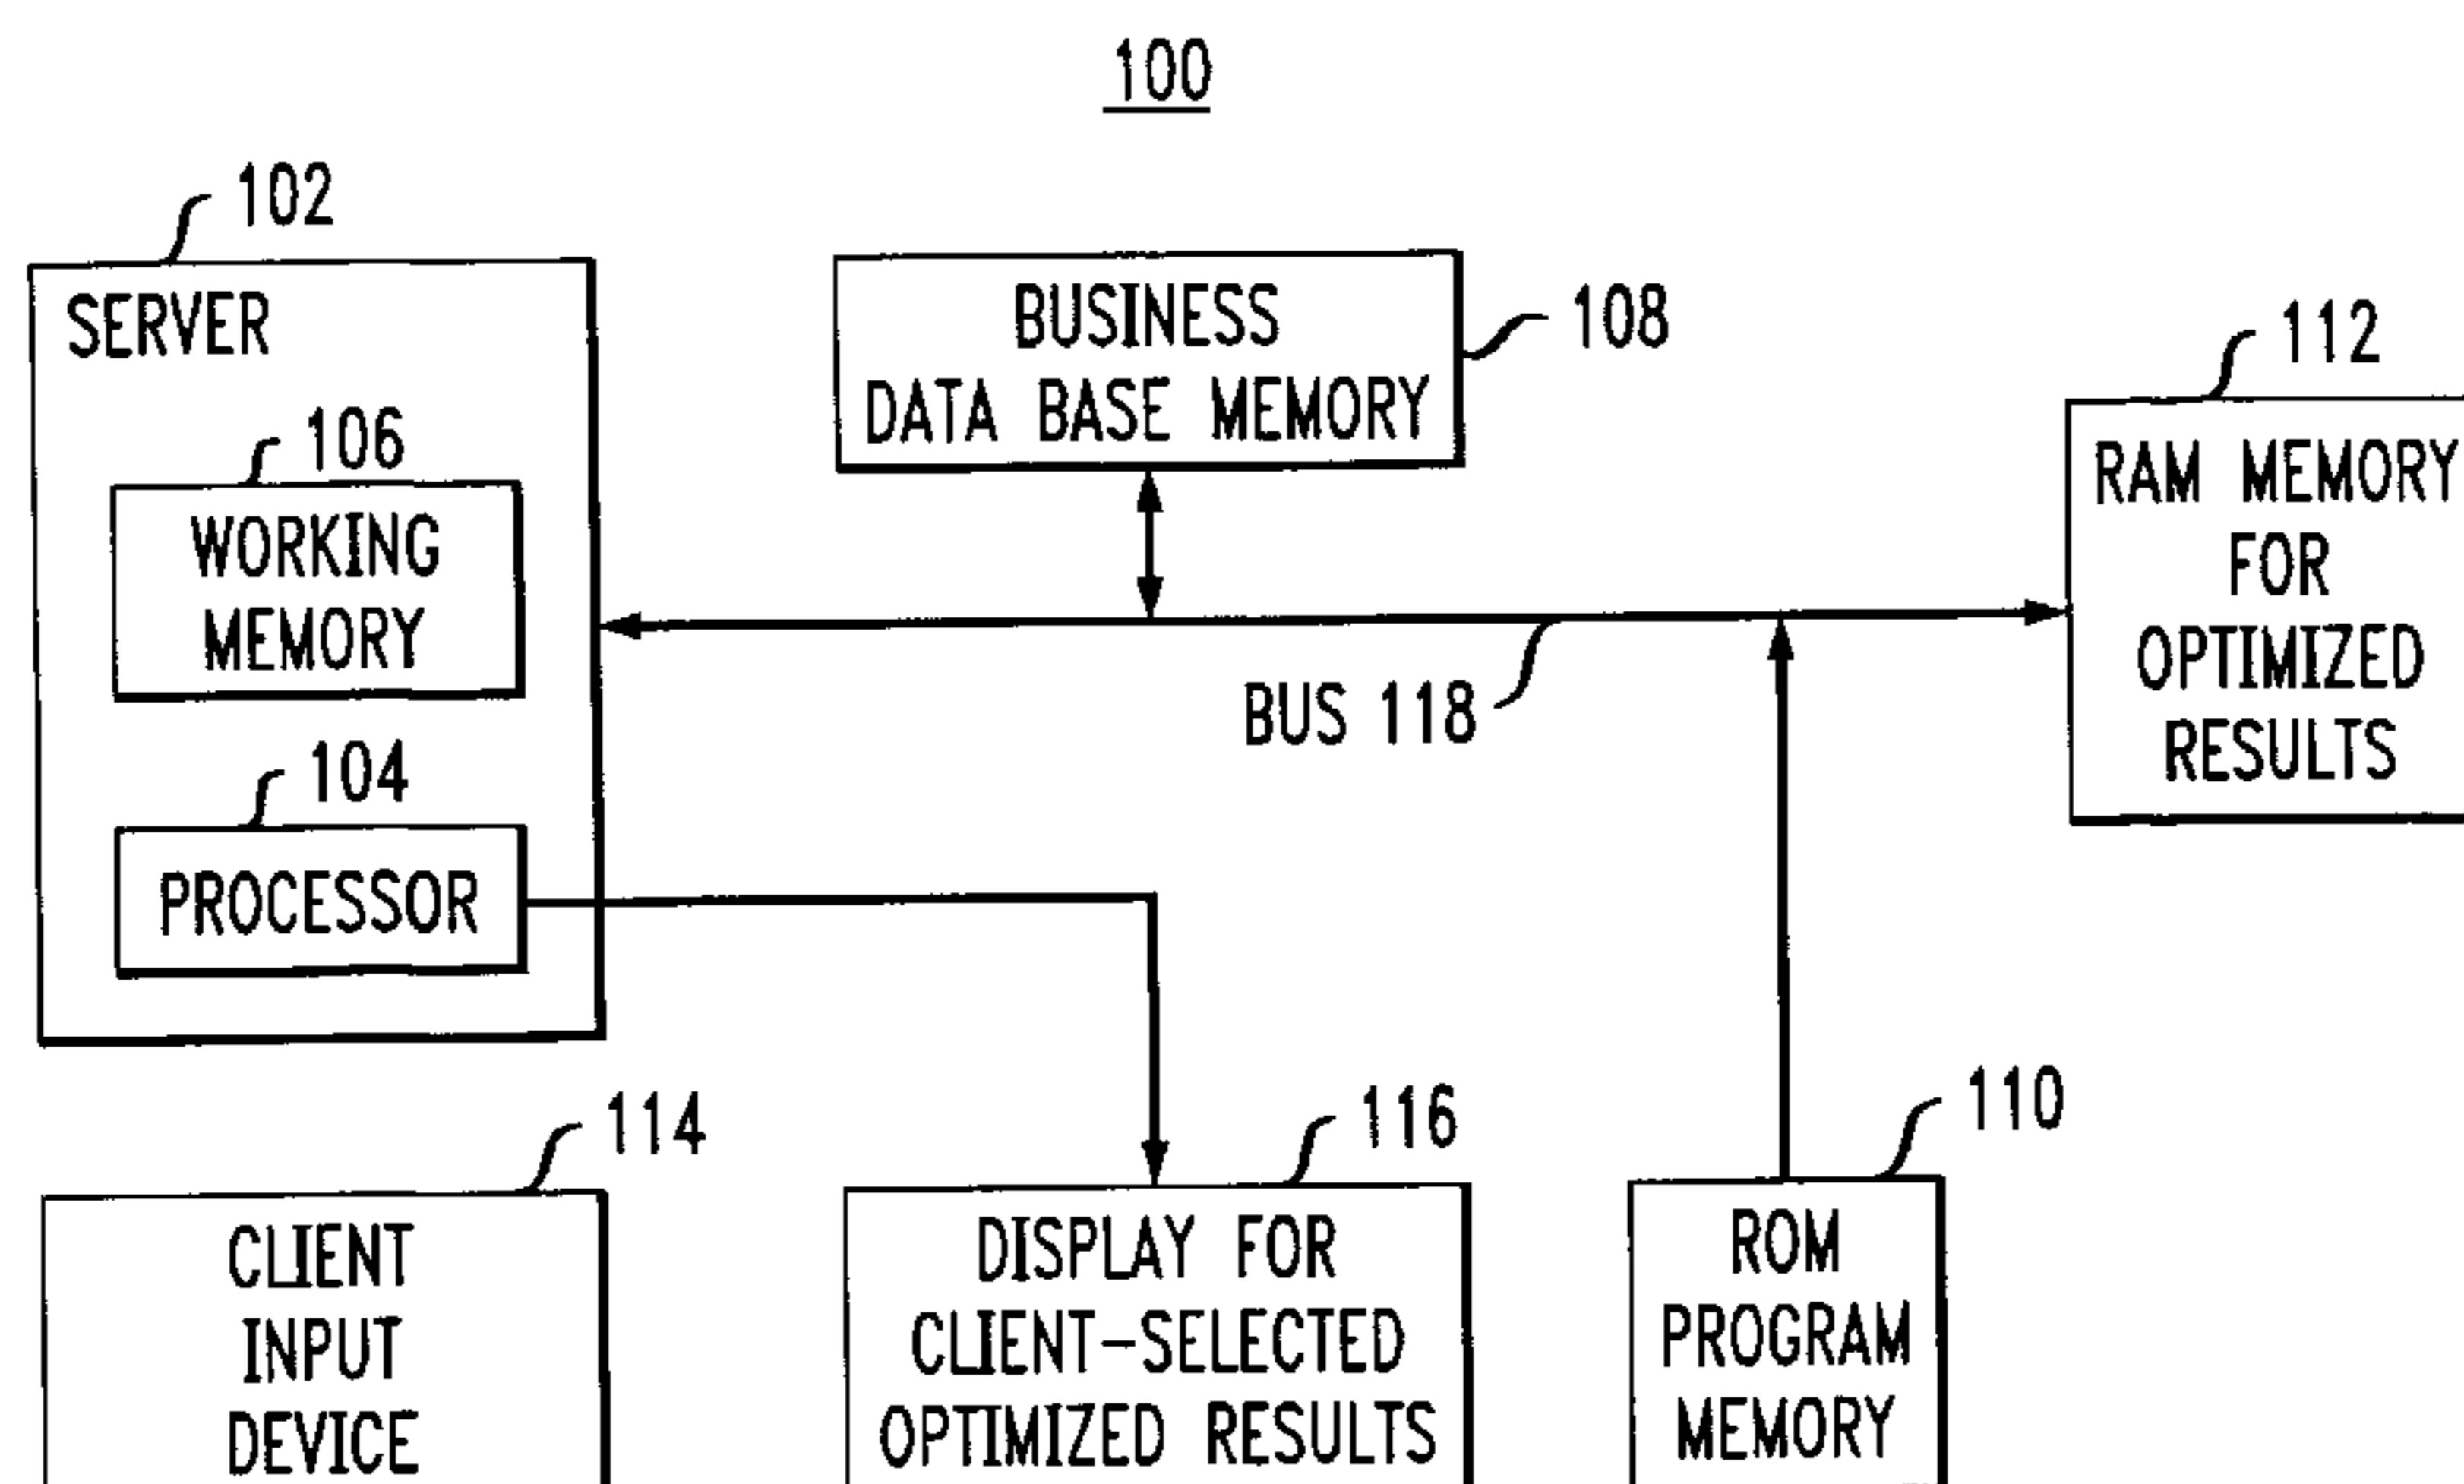 100
102
SERVER
106
WORKING
MEMORY
104
PROCESSOR
BUSINESS
DATA BASE MEMORY
108
112
RAM MEMORY
FOR
OPTIMIZED
RESULTS
BUS 118
114
CLIENT
INPUT
DEVICE
116
DISPLAY FOR
CLIENT-SELECTED
OPTIMIZED RESULTS
110
ROM
PROGRAM
MEMORY